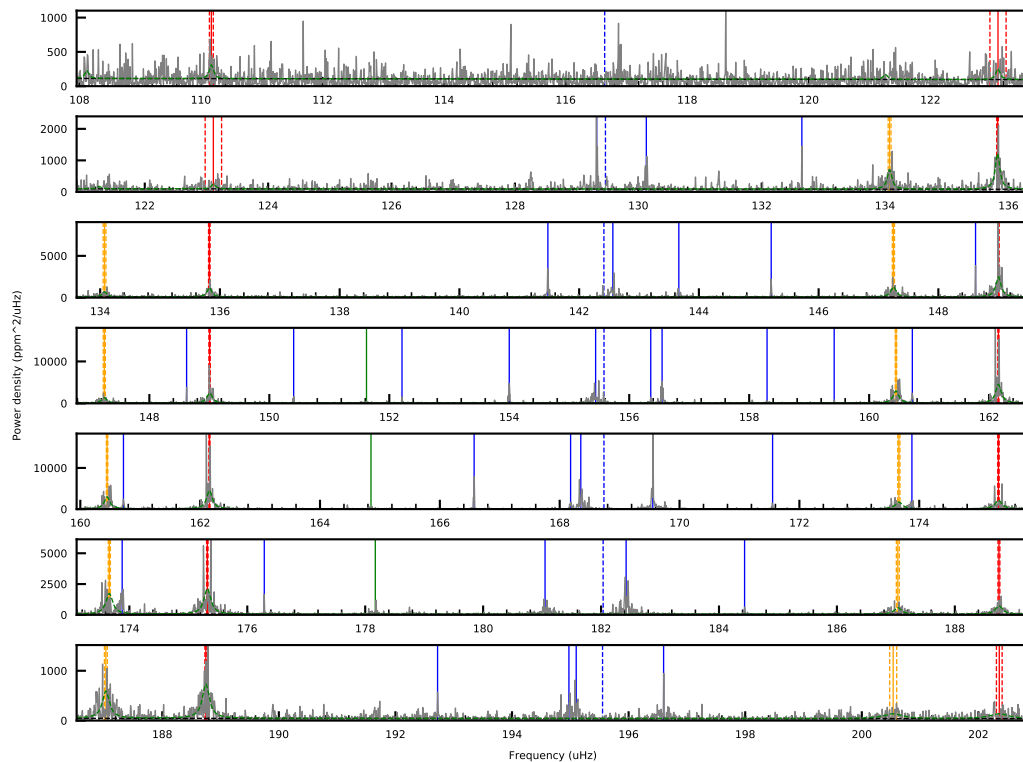 1000
500
0
108 110 112 114 116 118 120 122
2000
1000
0
122 124 126 128 130 132 134 136
5000
0
134 136 138 140 142 144 146 148
10000
0
148 150 152 154 156 158 160 162
10000
0
160 162 164 166 168 170 172 174
5000
2500
0
174 176 178 180 182 184 186 188
1000
0
188 190 192 194 196 198 200 202
Power density (ppm^2/uHz)
Frequency (uHz)